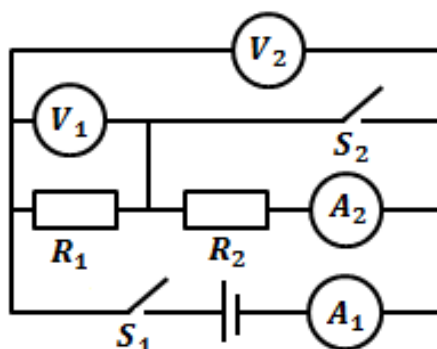 V₂
V₁
S₂
A₂
R₁ R₂
S₁ A₁